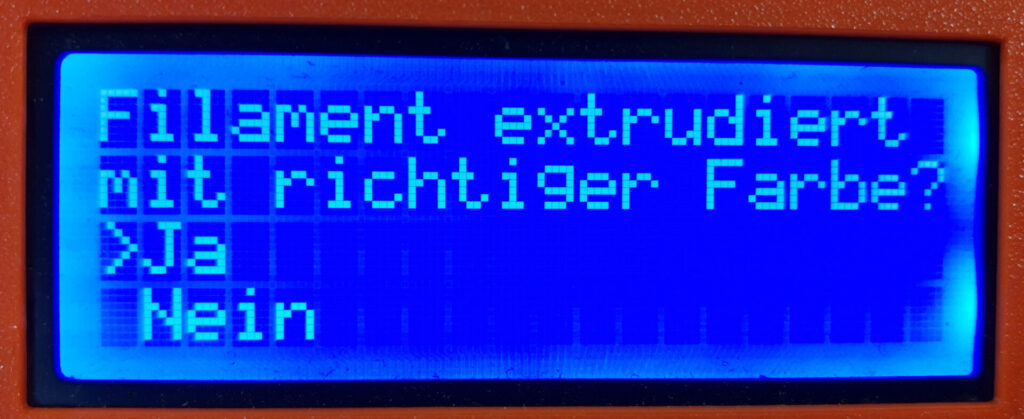 Filament extrudiert
mit richtiger Farbe?
>Ja
Nein